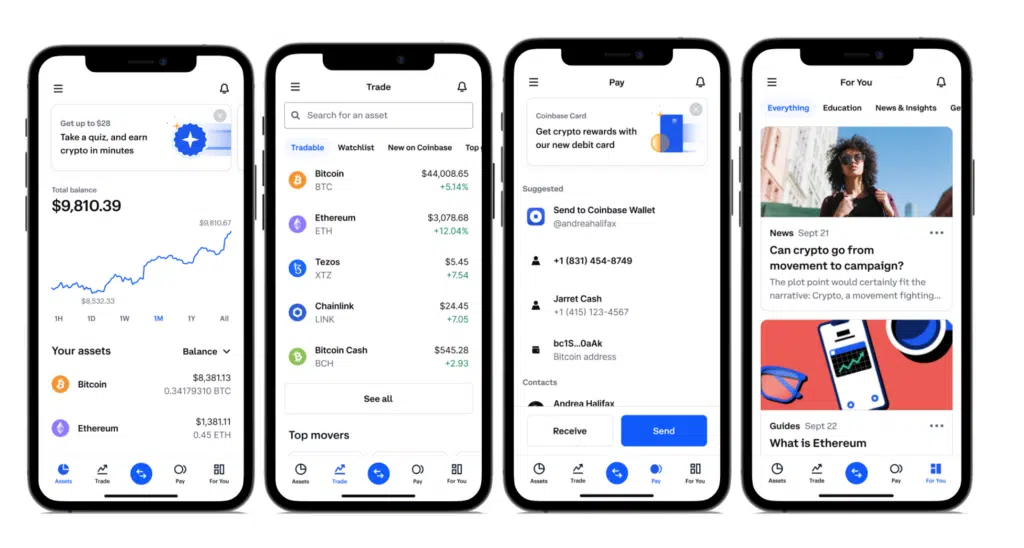 Get up to $28
Take a quiz, and earn
crypto in minutes
Total balance
$9,810.39
$9,810.67
$8,532.33
1H 1D 1W 1M 1Y All
Your assets Balance
Bitcoin $8,381.13
0.34179310 BTC
Ethereum $1,381.11
0.45 ETH
Assets Trade Pay For You
Trade
Search for an asset
Tradable Watchlist New on Coinbase Top
Bitcoin $44,008.65
BTC +5.14%
Ethereum $3,078.68
ETH +12.04%
Tezos $5.45
XTZ +7.54
Chainlink $24.45
LINK +7.05
Bitcoin Cash $545.28
BCH +2.93
See all
Top movers
Assets Trade Pay For You
Pay
Coinbase Card
Get crypto rewards with
our new debit card
Suggested
Send to Coinbase Wallet
@andreahalifax
+1 (831) 454-8749
Jarret Cash
+1 (415) 123-4567
bc1S...0aAk
Bitcoin address
Contacts
Andrea Halifax
Receive Send
Assets Trade Pay For You
For You
Everything Education News & Insights Ge
News Sept 21
Can crypto go from
movement to campaign?
The plot point would certainly fit the
narrative: Crypto, a movement fighting...
Guides Sept 22
What is Ethereum
Assets Trade Pay For You